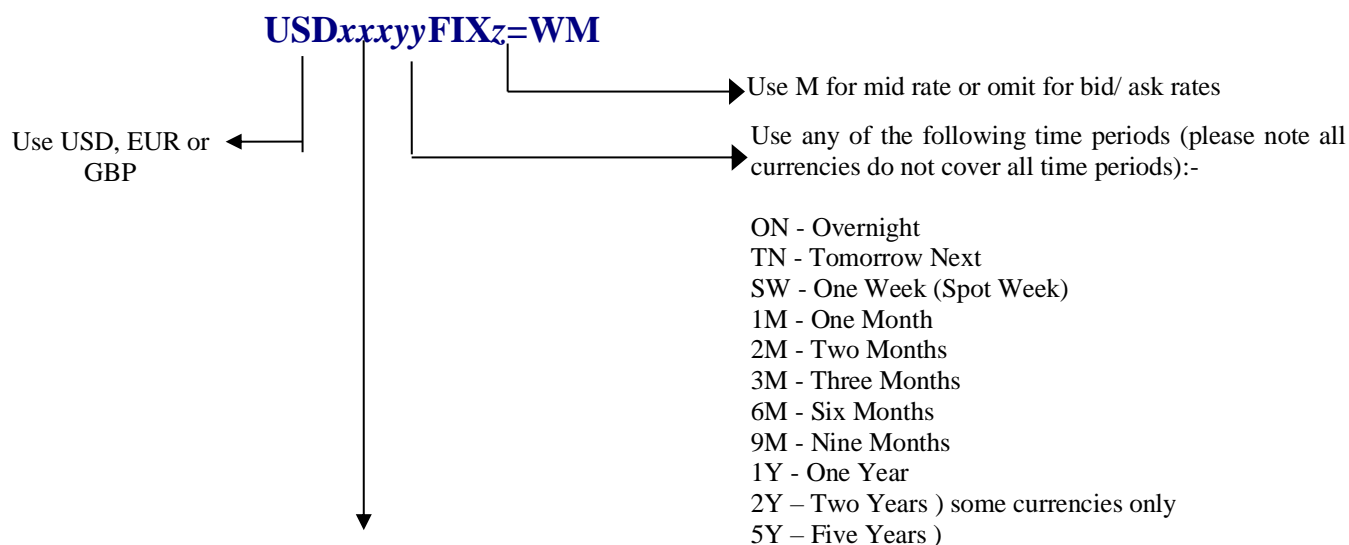 USDxxxyyFIXz=WM
Use M for mid rate or omit for bid/ ask rates
Use USD, EUR or
GBP
Use any of the following time periods (please note all
currencies do not cover all time periods):-
ON - Overnight
TN - Tomorrow Next
SW - One Week (Spot Week)
1M - One Month
2M - Two Months
3M - Three Months
6M - Six Months
9M - Nine Months
1Y - One Year
2Y – Two Years ) some currencies only
5Y – Five Years )